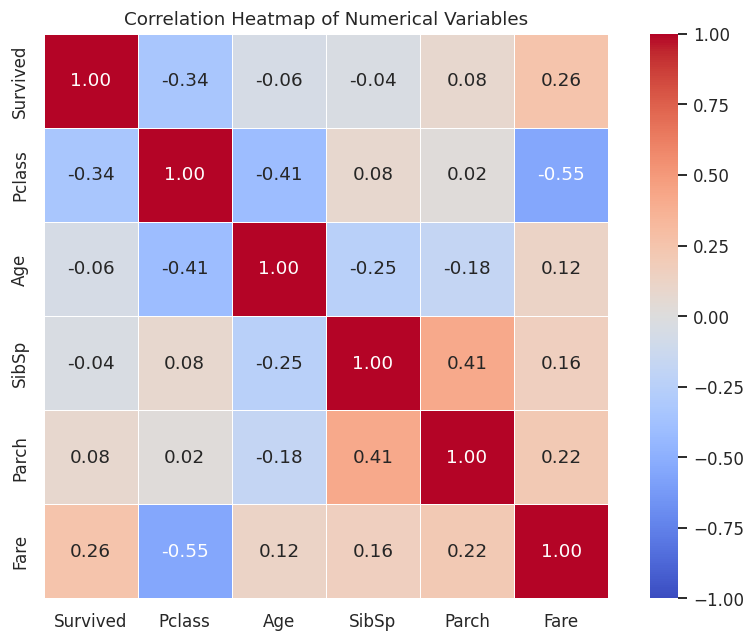 Correlation Heatmap of Numerical Variables
Survived 1.00 -0.34 -0.06 -0.04 0.08 0.26
Pclass -0.34 1.00 -0.41 0.08 0.02 -0.55
Age -0.06 -0.41 1.00 -0.25 -0.18 0.12
SibSp -0.04 0.08 -0.25 1.00 0.41 0.16
Parch 0.08 0.02 -0.18 0.41 1.00 0.22
Fare 0.26 -0.55 0.12 0.16 0.22 1.00
Survived Pclass Age SibSp Parch Fare
1.00
0.75
0.50
0.25
0.00
−0.25
−0.50
−0.75
−1.00